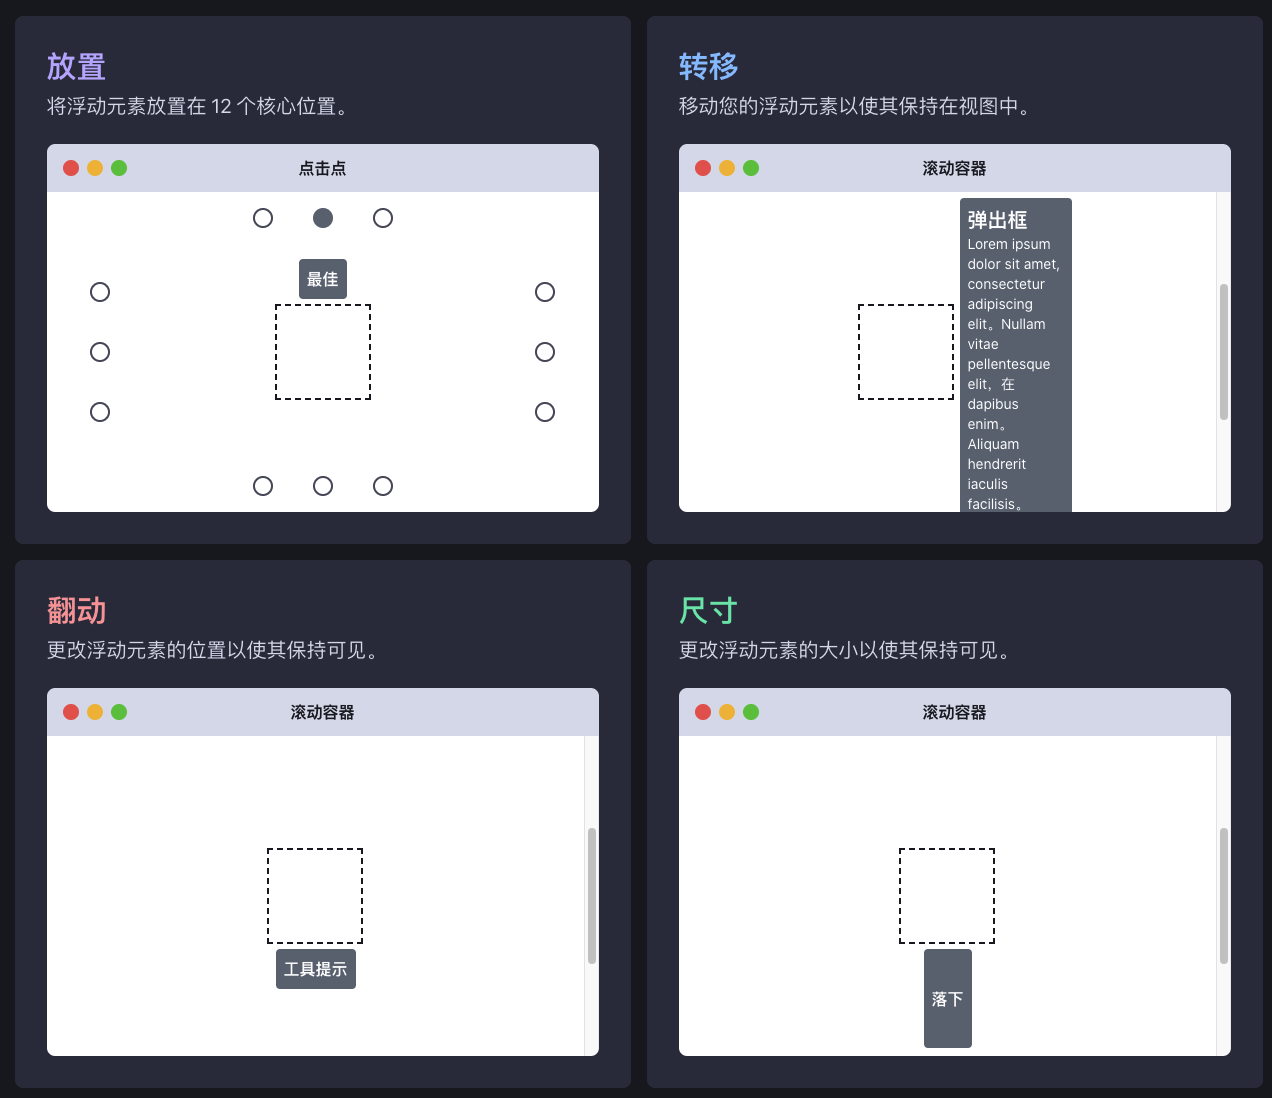 放置
将浮动元素放置在 12 个核心位置。
点击点
最佳
转移
移动您的浮动元素以使其保持在视图中。
滚动容器
弹出框
Lorem ipsum
dolor sit amet,
consectetur
adipiscing
elit。Nullam
vitae
pellentesque
elit，在
dapibus
enim。
Aliquam
hendrerit
iaculis
facilisis。
翻动
更改浮动元素的位置以使其保持可见。
滚动容器
工具提示
尺寸
更改浮动元素的大小以使其保持可见。
滚动容器
落下